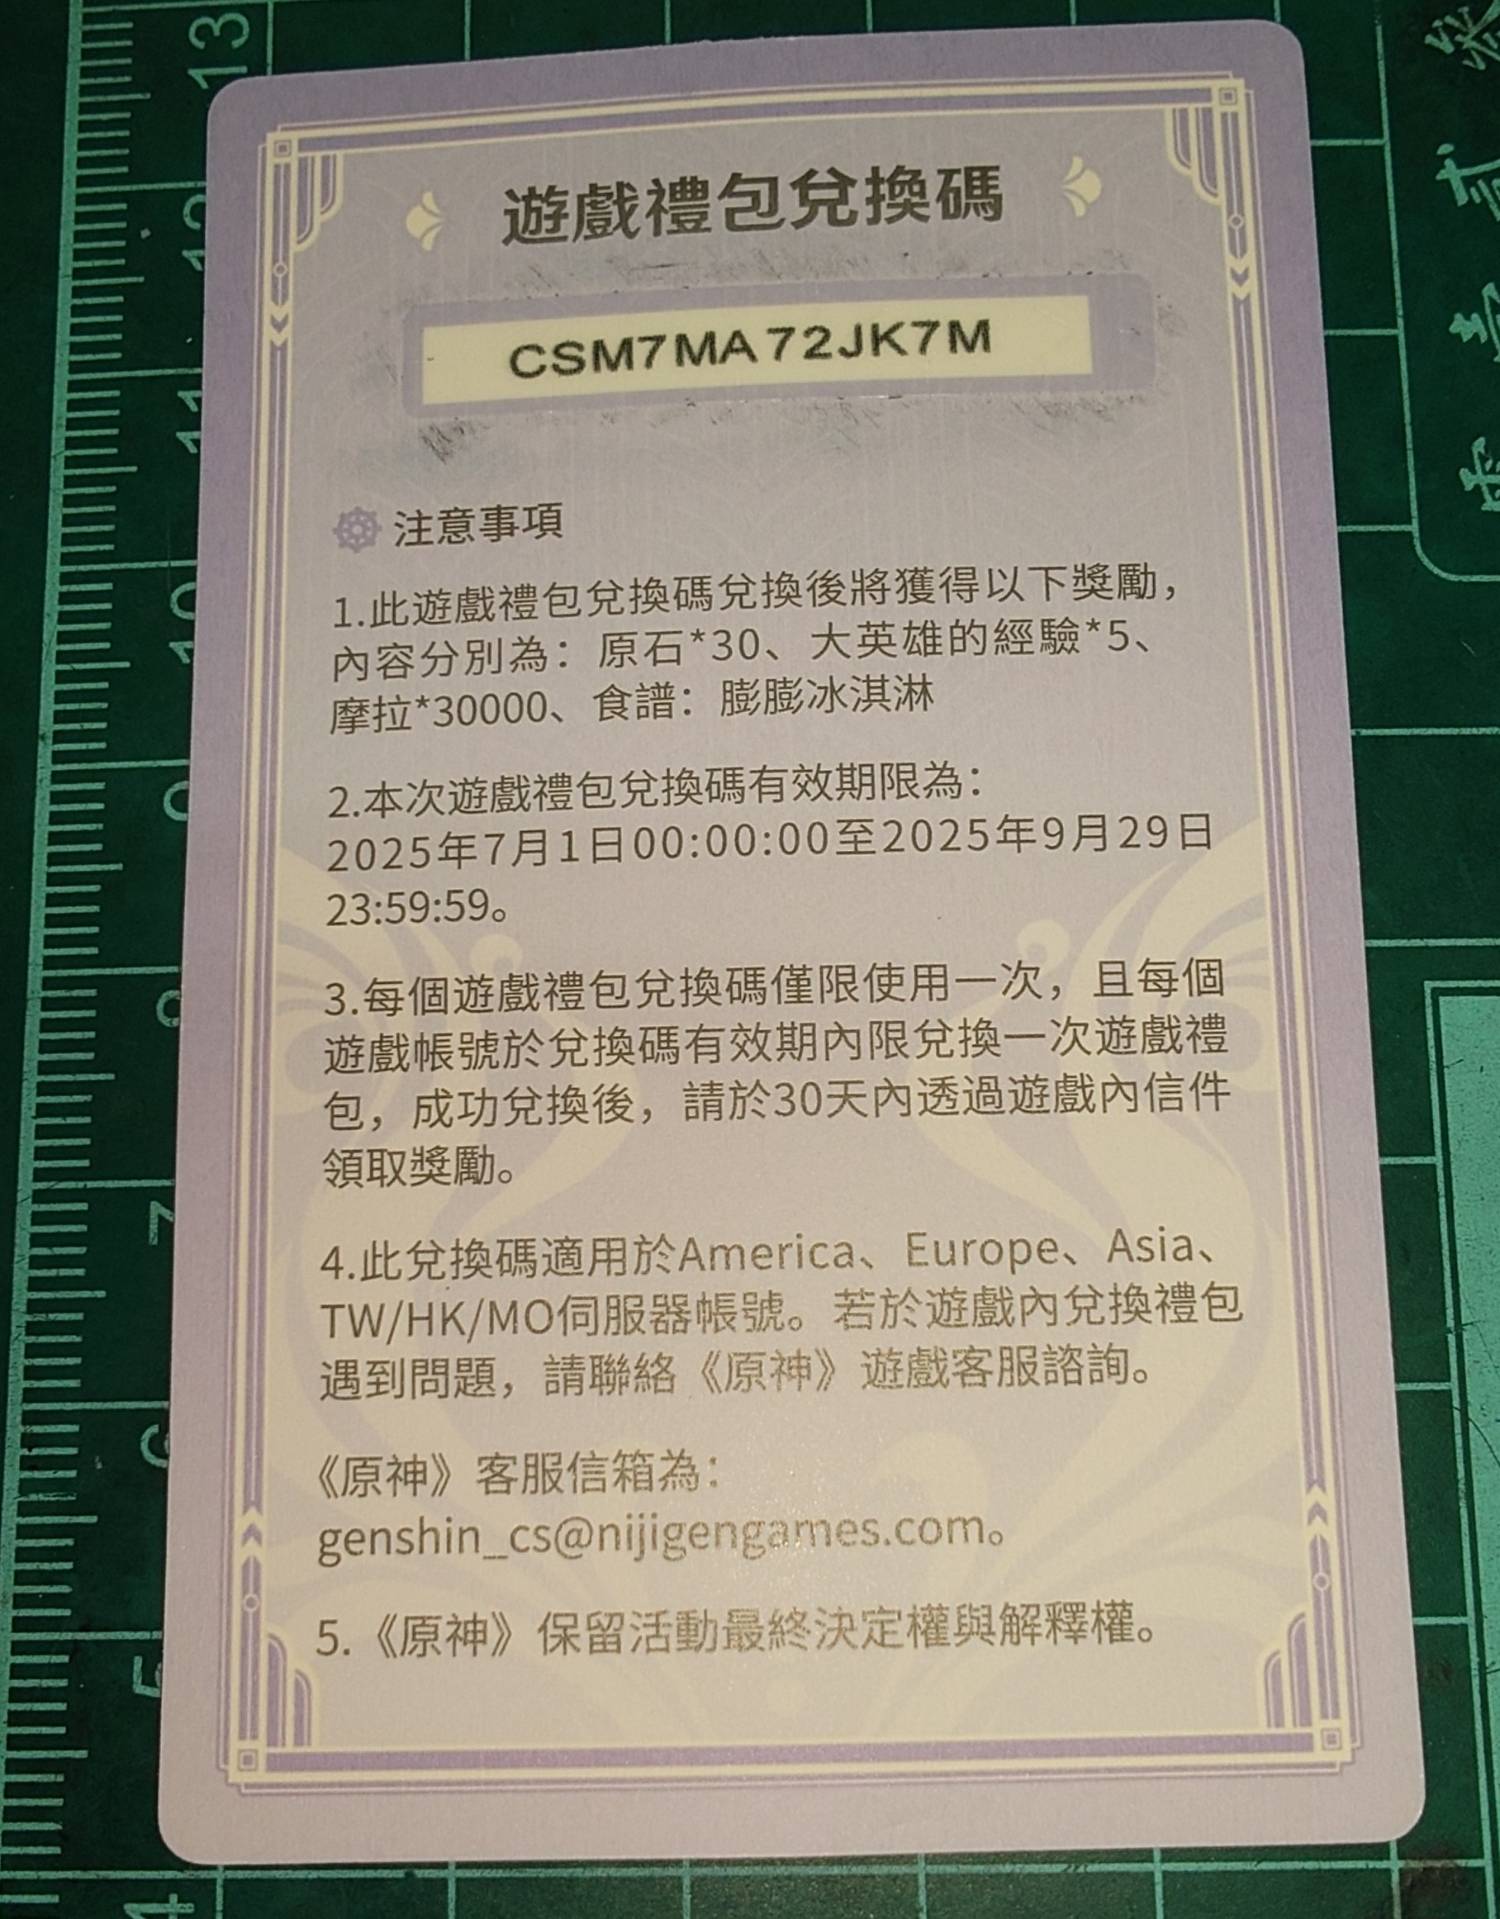 遊戲禮包兌換碼
CSM7MA72JK7M
注意事項
1.此遊戲禮包兌換碼兌換後將獲得以下獎勵，
內容分別為：原石*30、大英雄的經驗*5、
摩拉*30000、食譜：膨膨冰淇淋
2.本次遊戲禮包兌換碼有效期限為：
2025年7月1日00:00:00至2025年9月29日
23:59:59。
3.每個遊戲禮包兌換碼僅限使用一次，且每個
遊戲帳號於兌換碼有效期內限兌換一次遊戲禮
包，成功兌換後，請於30天內透過遊戲內信件
領取獎勵。
4.此兌換碼適用於America、Europe、Asia、
TW/HK/MO伺服器帳號。若於遊戲內兌換禮包
遇到問題，請聯絡《原神》遊戲客服諮詢。
《原神》客服信箱為：
genshin_cs@nijigengames.com。
5.《原神》保留活動最終決定權與解釋權。
13
12
11
10
9
8
7
6
5
4